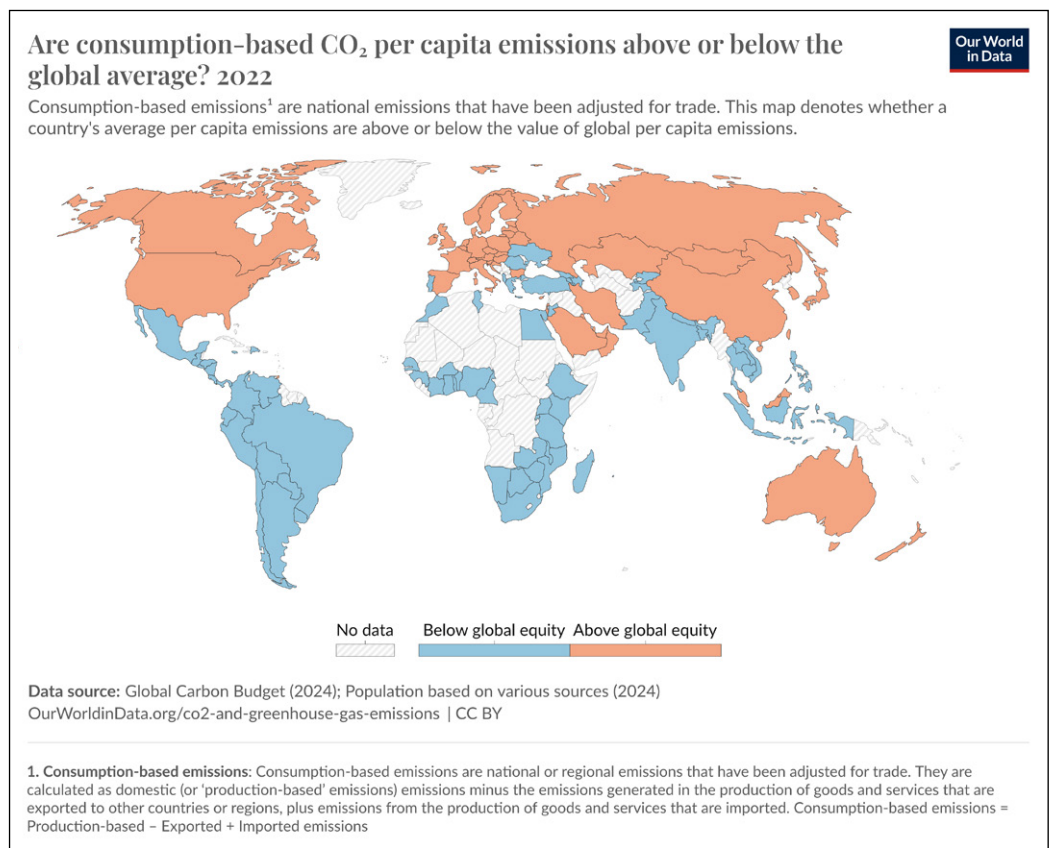 Are consumption-based CO₂ per capita emissions above or below the
global average? 2022
Our World
in Data
Consumption-based emissions¹ are national emissions that have been adjusted for trade. This map denotes whether a
country's average per capita emissions are above or below the value of global per capita emissions.
No data
Below global equity
Above global equity
Data source: Global Carbon Budget (2024); Population based on various sources (2024)
OurWorldinData.org/co2-and-greenhouse-gas-emissions | CC BY
1. Consumption-based emissions: Consumption-based emissions are national or regional emissions that have been adjusted for trade. They are
calculated as domestic (or ‘production-based’ emissions) emissions minus the emissions generated in the production of goods and services that are
exported to other countries or regions, plus emissions from the production of goods and services that are imported. Consumption-based emissions =
Production-based – Exported + Imported emissions